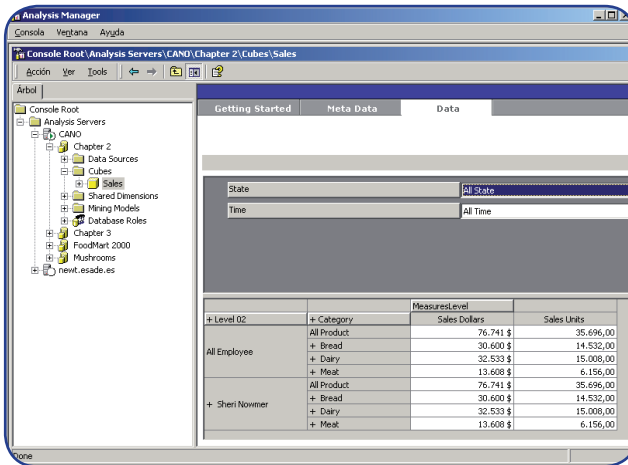 Analysis Manager
Consola Ventana Ayuda
Console Root\Analysis Servers\CANO\Chapter 2\Cubes\Sales
Acción Ver Tools
Árbol
Console Root
Analysis Servers
CANO
Chapter 2
Data Sources
Cubes
Sales
Shared Dimensions
Mining Models
Database Roles
Chapter 3
FoodMart 2000
Mushrooms
newt.esade.es
Getting Started Meta Data Data
State All State
Time All Time
MeasuresLevel
+ Level 02 + Category Sales Dollars Sales Units
All Employee All Product 76.741 $ 35.696,00
+ Bread 30.600 $ 14.532,00
+ Dairy 32.533 $ 15.008,00
+ Meat 13.608 $ 6.156,00
+ Sheri Nowmer All Product 76.741 $ 35.696,00
+ Bread 30.600 $ 14.532,00
+ Dairy 32.533 $ 15.008,00
+ Meat 13.608 $ 6.156,00
Done